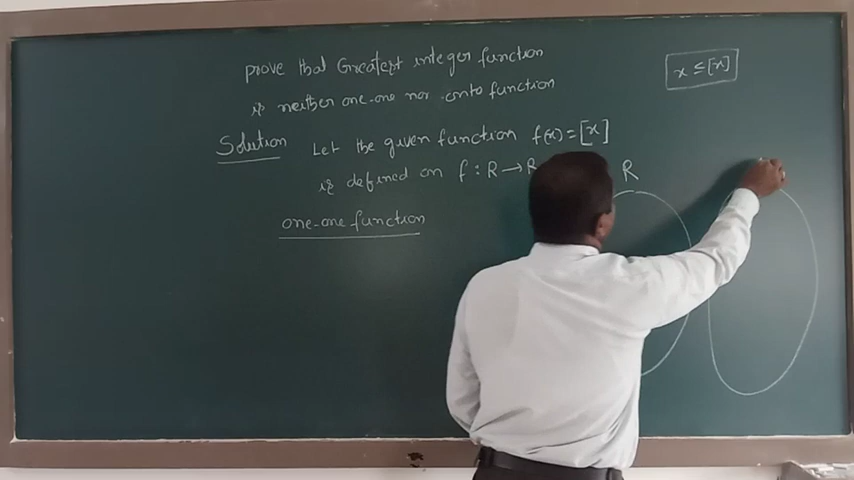 prove that Greatest integer function
is neither one-one nor onto function
x ≤ [x]
Solution Let the given function f(x) = [x]
is defined on f : R → R
R
one-one function